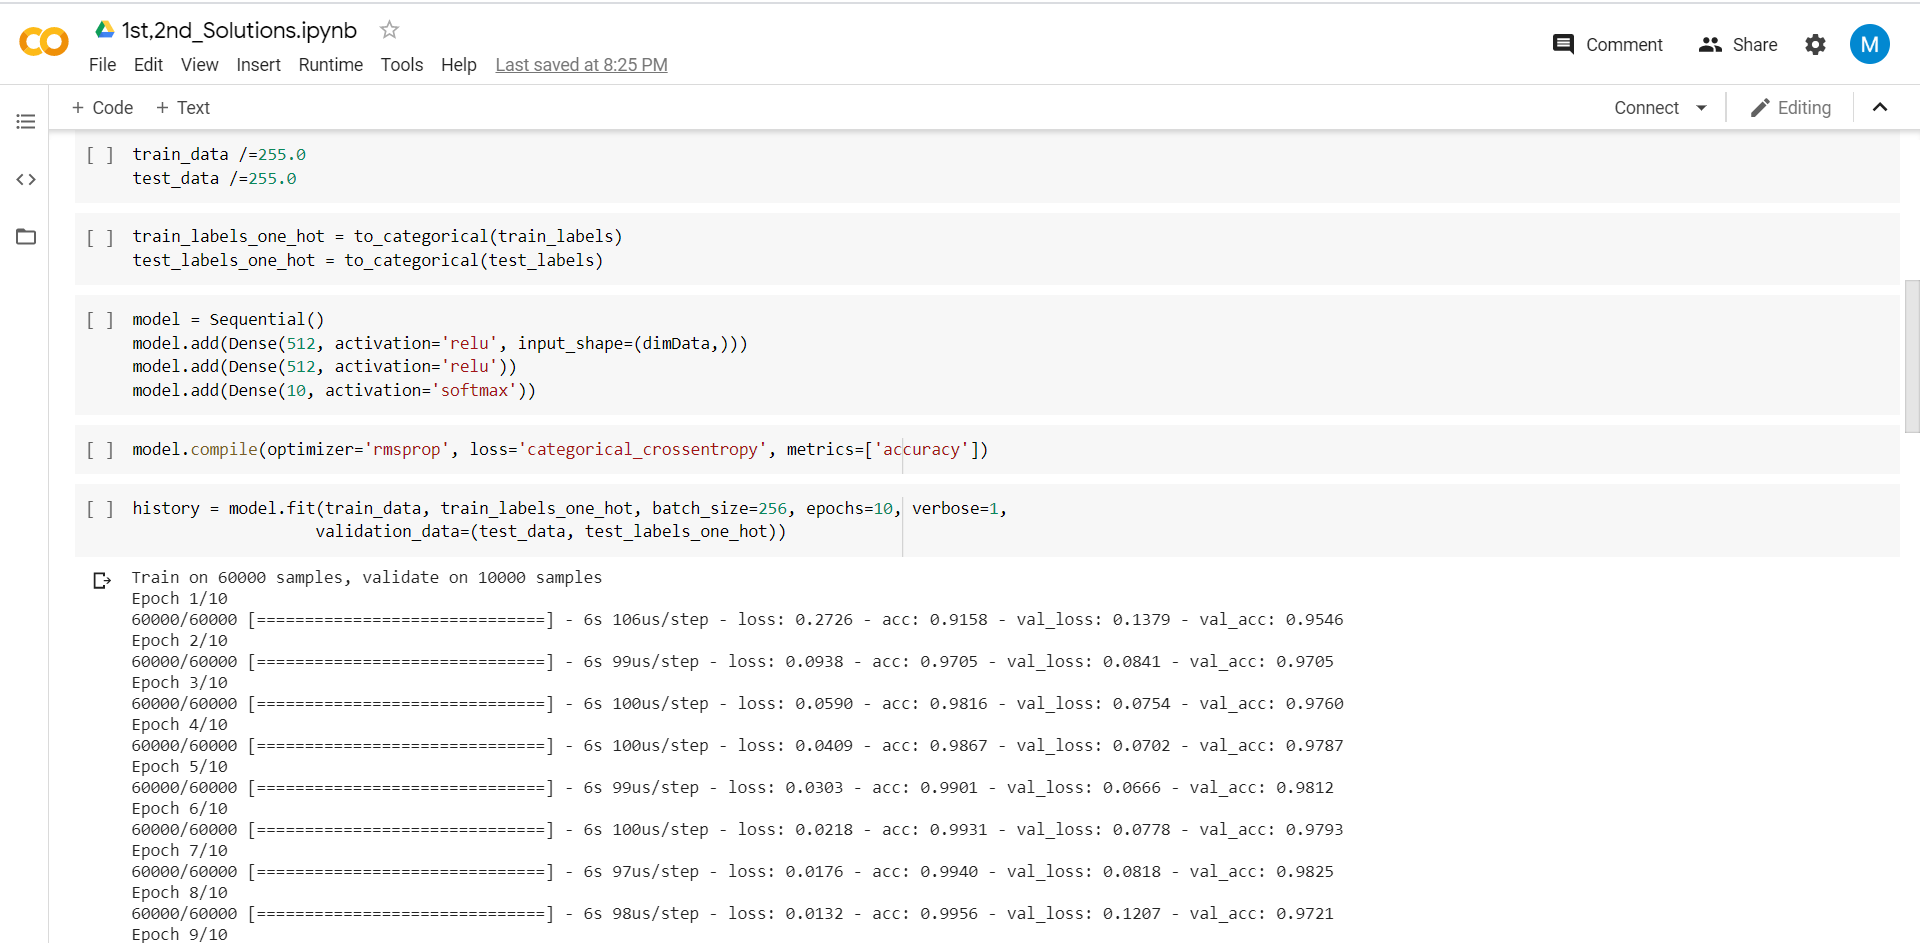 1st,2nd_Solutions.ipynb
File Edit View Insert Runtime Tools Help Last saved at 8:25 PM
Comment Share M
+ Code + Text
Connect Editing
[ ] train_data /=255.0
test_data /=255.0
[ ] train_labels_one_hot = to_categorical(train_labels)
test_labels_one_hot = to_categorical(test_labels)
[ ] model = Sequential()
model.add(Dense(512, activation='relu', input_shape=(dimData,)))
model.add(Dense(512, activation='relu'))
model.add(Dense(10, activation='softmax'))
[ ] model.compile(optimizer='rmsprop', loss='categorical_crossentropy', metrics=['accuracy'])
[ ] history = model.fit(train_data, train_labels_one_hot, batch_size=256, epochs=10, verbose=1,
validation_data=(test_data, test_labels_one_hot))
Train on 60000 samples, validate on 10000 samples
Epoch 1/10
60000/60000 [==============================] - 6s 106us/step - loss: 0.2726 - acc: 0.9158 - val_loss: 0.1379 - val_acc: 0.9546
Epoch 2/10
60000/60000 [==============================] - 6s 99us/step - loss: 0.0938 - acc: 0.9705 - val_loss: 0.0841 - val_acc: 0.9705
Epoch 3/10
60000/60000 [==============================] - 6s 100us/step - loss: 0.0590 - acc: 0.9816 - val_loss: 0.0754 - val_acc: 0.9760
Epoch 4/10
60000/60000 [==============================] - 6s 100us/step - loss: 0.0409 - acc: 0.9867 - val_loss: 0.0702 - val_acc: 0.9787
Epoch 5/10
60000/60000 [==============================] - 6s 99us/step - loss: 0.0303 - acc: 0.9901 - val_loss: 0.0666 - val_acc: 0.9812
Epoch 6/10
60000/60000 [==============================] - 6s 100us/step - loss: 0.0218 - acc: 0.9931 - val_loss: 0.0778 - val_acc: 0.9793
Epoch 7/10
60000/60000 [==============================] - 6s 97us/step - loss: 0.0176 - acc: 0.9940 - val_loss: 0.0818 - val_acc: 0.9825
Epoch 8/10
60000/60000 [==============================] - 6s 98us/step - loss: 0.0132 - acc: 0.9956 - val_loss: 0.1207 - val_acc: 0.9721
Epoch 9/10